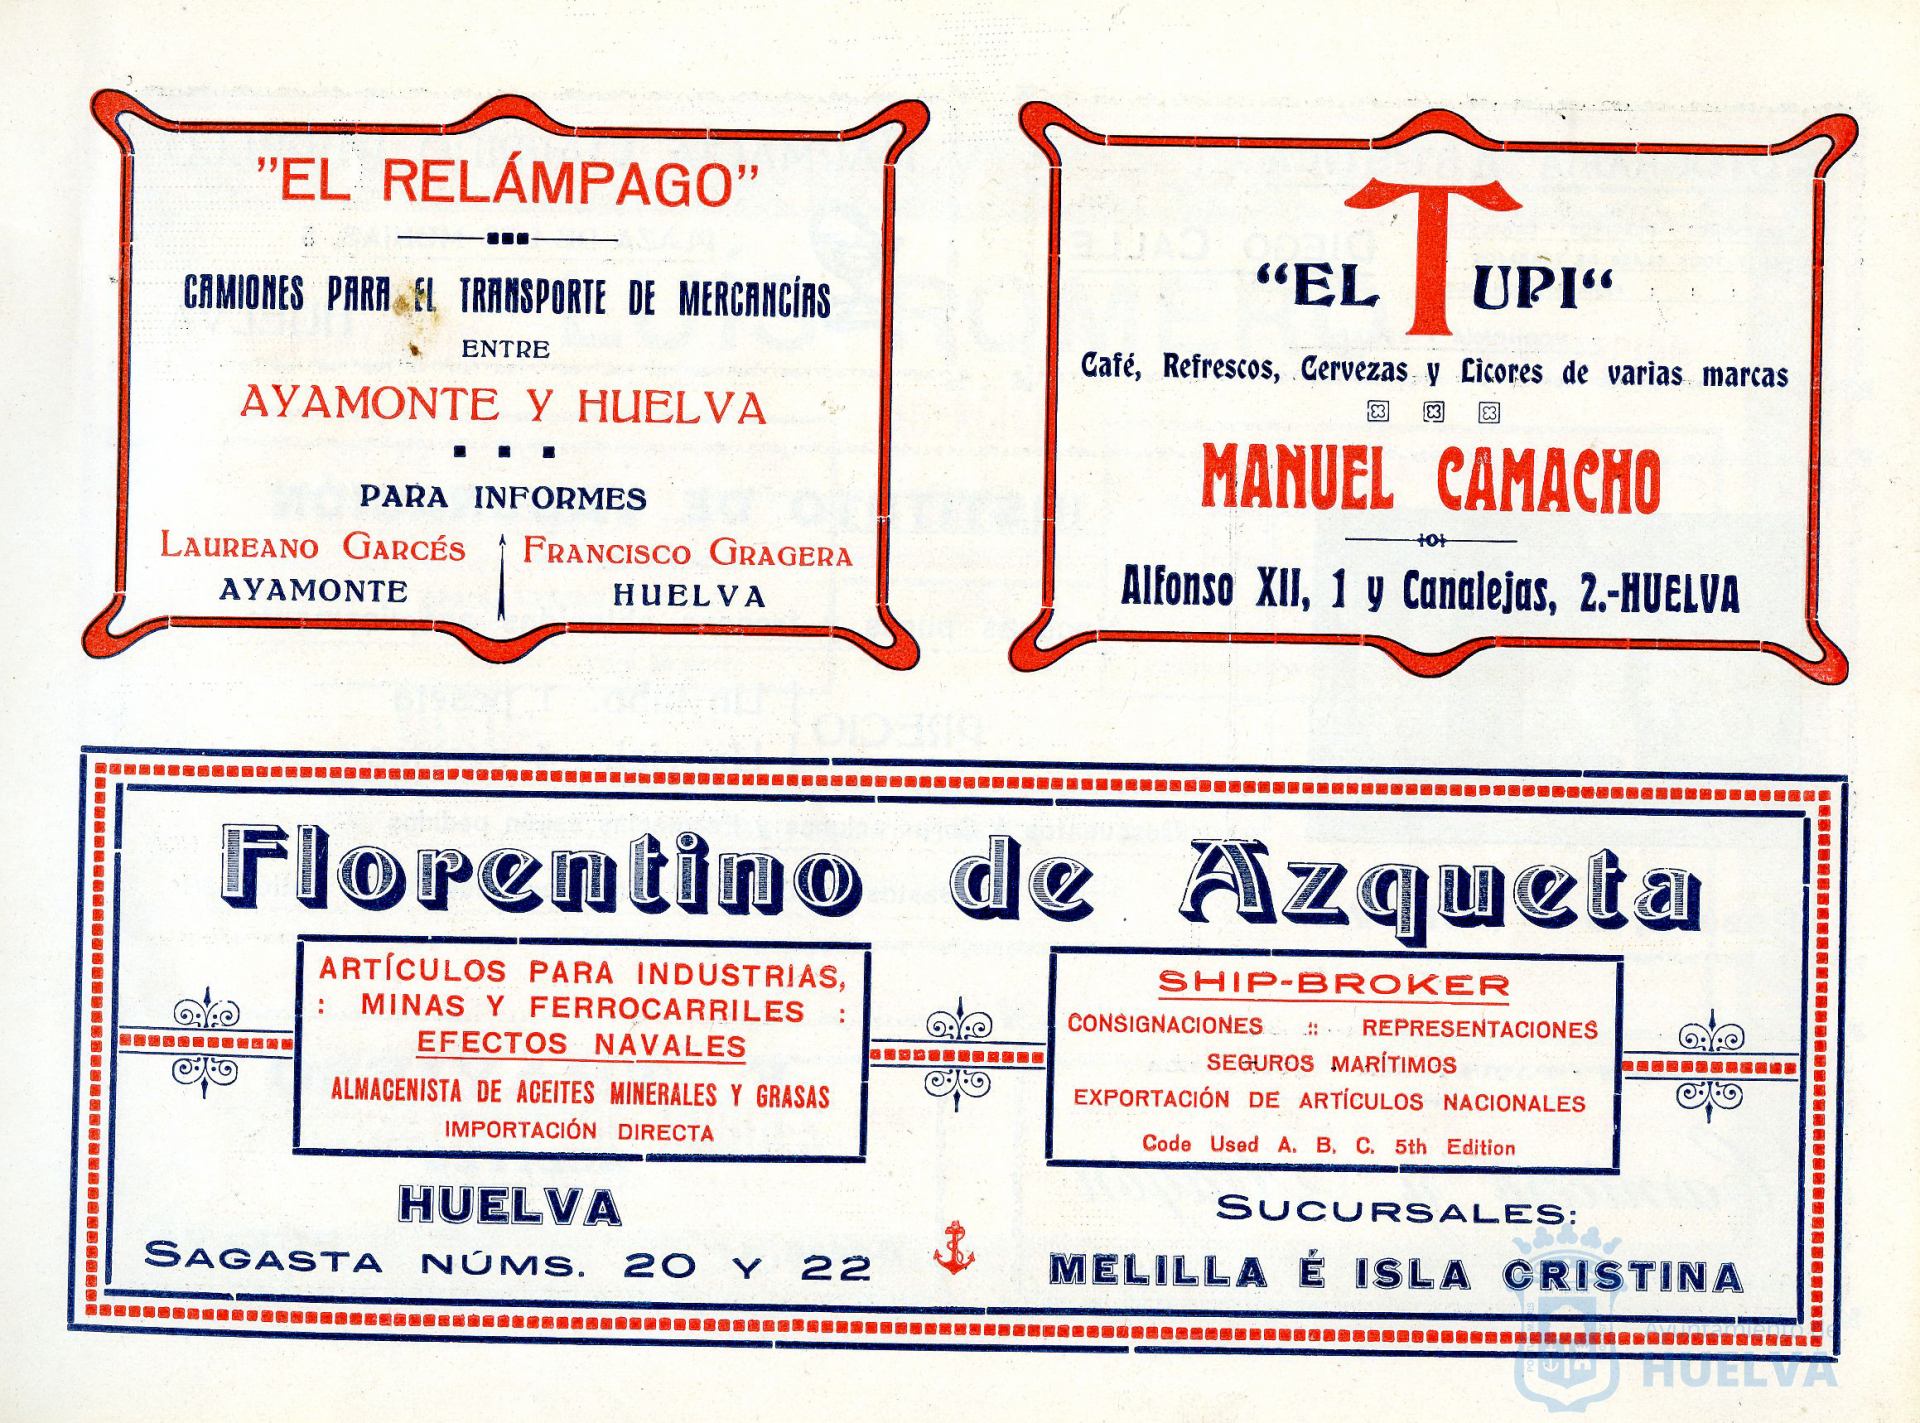 "EL RELÁMPAGO"
CAMIONES PARA EL TRANSPORTE DE MERCANCÍAS
ENTRE
AYAMONTE Y HUELVA
PARA INFORMES
LAUREANO GARCÉS
AYAMONTE
FRANCISCO GRAGERA
HUELVA
"EL TUPI"
Café, Refrescos, Cervezas y Licores de varias marcas
MANUEL CAMACHO
Alfonso XII, 1 y Canalejas, 2.-HUELVA
Florentino de Azqueta
ARTÍCULOS PARA INDUSTRIAS,
: MINAS Y FERROCARRILES :
EFECTOS NAVALES
ALMACENISTA DE ACEITES MINERALES Y GRASAS
IMPORTACIÓN DIRECTA
HUELVA
SAGASTA NÚMS. 20 Y 22
SHIP-BROKER
CONSIGNACIONES :: REPRESENTACIONES
SEGUROS MARÍTIMOS
EXPORTACIÓN DE ARTÍCULOS NACIONALES
Code Used A. B. C. 5th Edition
SUCURSALES:
MELILLA É ISLA CRISTINA
Ayuntamiento de
HUELVA